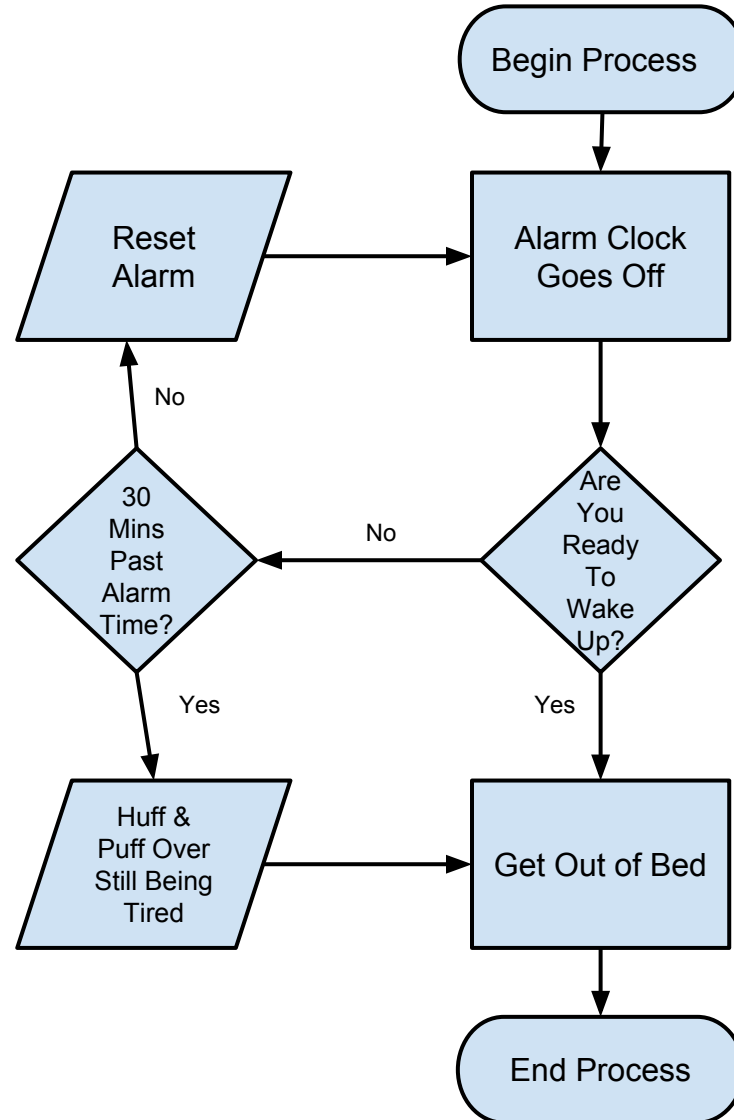 Begin Process
Reset
Alarm
Alarm Clock
Goes Off
No
30
Mins
Past
Alarm
Time?
No
Are
You
Ready
To
Wake
Up?
Yes
Yes
Huff &
Puff Over
Still Being
Tired
Get Out of Bed
End Process